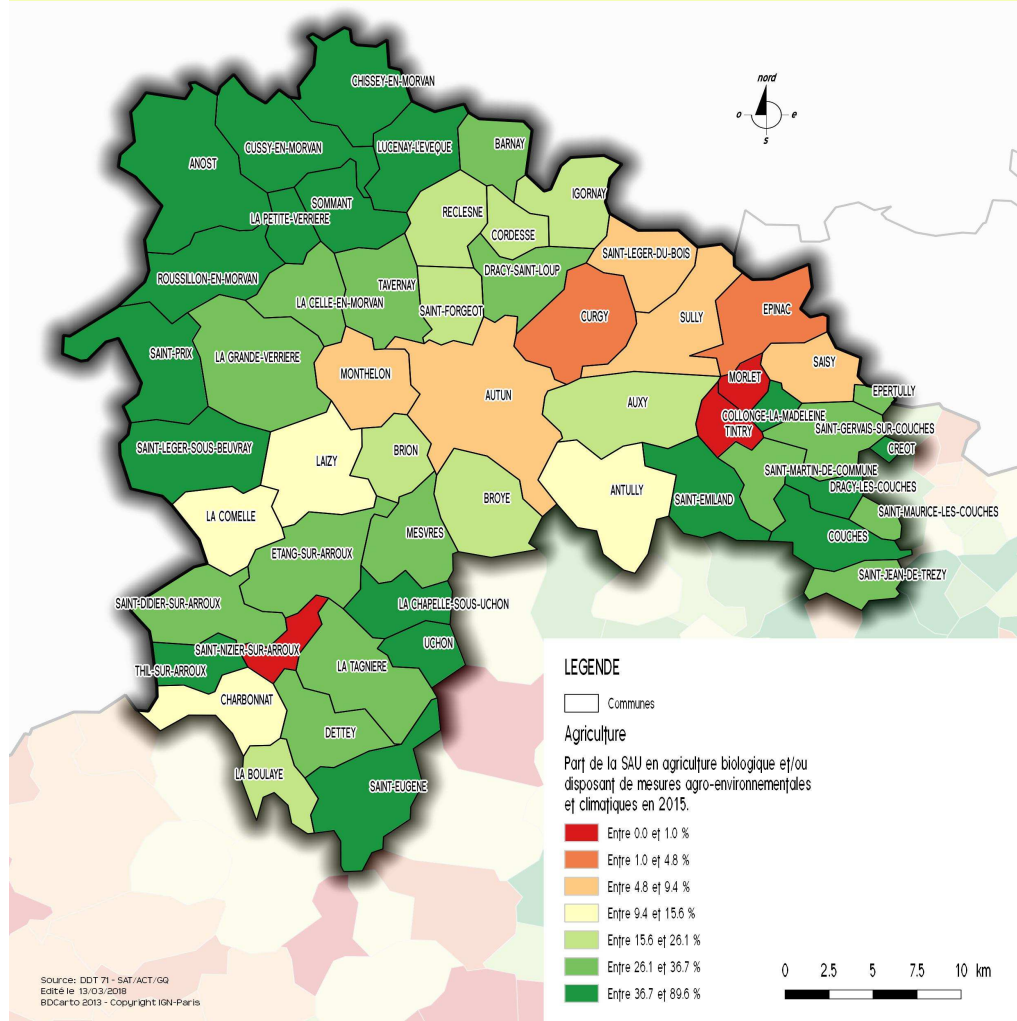 CHISSEY-EN-MORVAN
nord
o e
s
BARNAY
CUSSY-EN-MORVAN
LUCENAY-L'EVEQUE
ANOST
IGORNAY
SOMMANT
RECLESNE
LA PETITE-VERRIERE
CORDESSE
SAINT-LEGER-DU-BOIS
DRACY-SAINT-LOUP
ROUSSILLON-EN-MORVAN
TAVERNAY
LA CELLE-EN-MORVAN
EPINAC
SAINT-FORGEOT
CURGY
SULLY
SAINT-PRIX
LA GRANDE-VERRIERE
SAISY
MONTHELON
MORLET
EPERTULLY
AUTUN
AUXY
COLLONGE-LA-MADELEINE
TINTRY
SAINT-GERVAIS-SUR-COUCHES
SAINT-LEGER-SOUS-BEUVRAY
CREOT
BRION
LAIZY
SAINT-MARTIN-DE-COMMUNE
DRACY-LES-COUCHES
ANTULLY
BROYE
SAINT-EMILAND
LA COMELLE
SAINT-MAURICE-LES-COUCHES
MESVRES
COUCHES
ETANG-SUR-ARROUX
SAINT-JEAN-DE-TREZY
SAINT-DIDIER-SUR-ARROUX
LA CHAPELLE-SOUS-UCHON
UCHON
SAINT-NIZIER-SUR-ARROUX
LA TAGNIERE
THIL-SUR-ARROUX
CHARBONNAT
DETTEY
LA BOULAYE
SAINT-EUGENE
LEGENDE
Communes
Agriculture
Part de la SAU en agriculture biologique et/ou
disposant de mesures agro-environnementales
et climatiques en 2015.
Entre 0.0 et 1.0 %
Entre 1.0 et 4.8 %
Entre 4.8 et 9.4 %
Entre 9.4 et 15.6 %
Entre 15.6 et 26.1 %
Entre 26.1 et 36.7 %
Entre 36.7 et 89.6 %
0 2.5 5 7.5 10 km
Source: DDT 71 - SAT/ACT/GQ
Edité le 13/03/2018
BDCarto 2013 - Copyright IGN-Paris